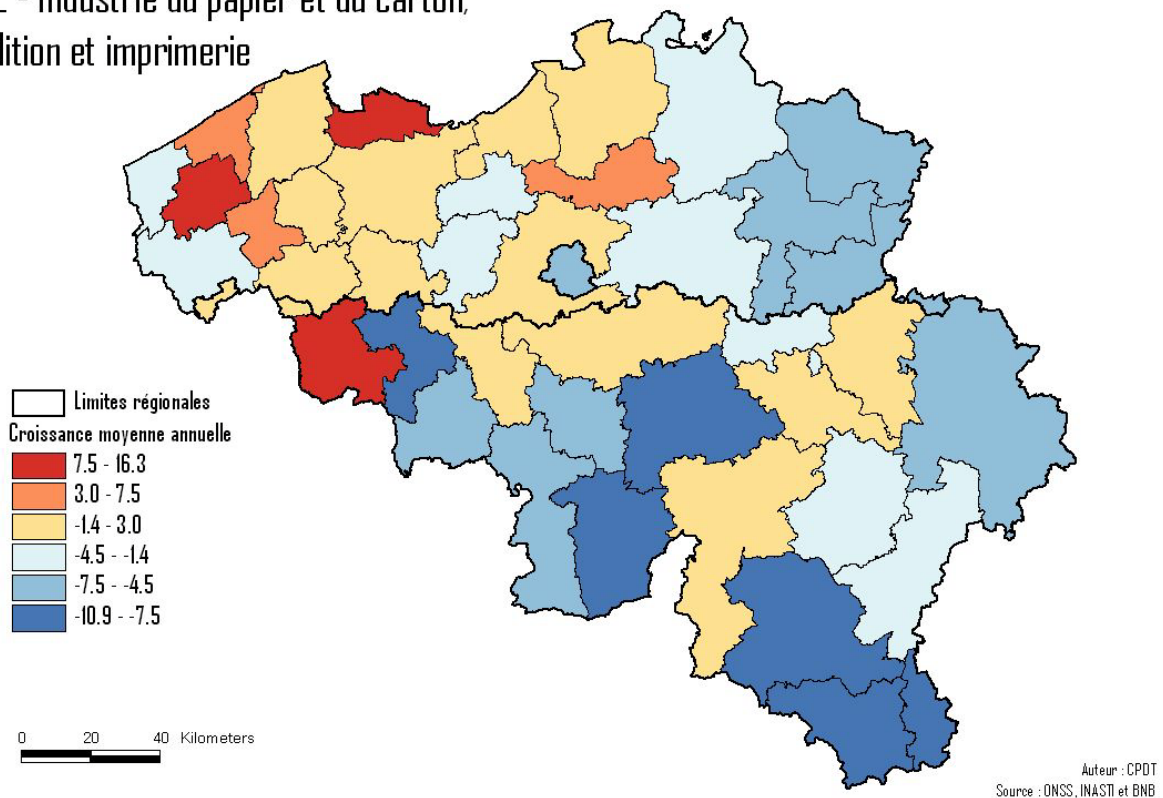 - Industrie du papier et du carton,
et imprimerie
Limites régionales
Croissance moyenne annuelle
7.5 - 16.3
3.0 - 7.5
-1.4 - 3.0
-4.5 - -1.4
-7.5 - -4.5
-10.9 - -7.5
0 20 40 Kilometers
Auteur : CPDT
Source : ONSS, INASTI et BNB